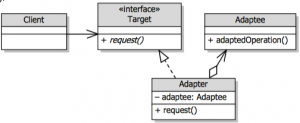 Client
«interface»
Target
+ request()
Adaptee
+ adaptedOperation()
Adapter
– adaptee: Adaptee
+ request()